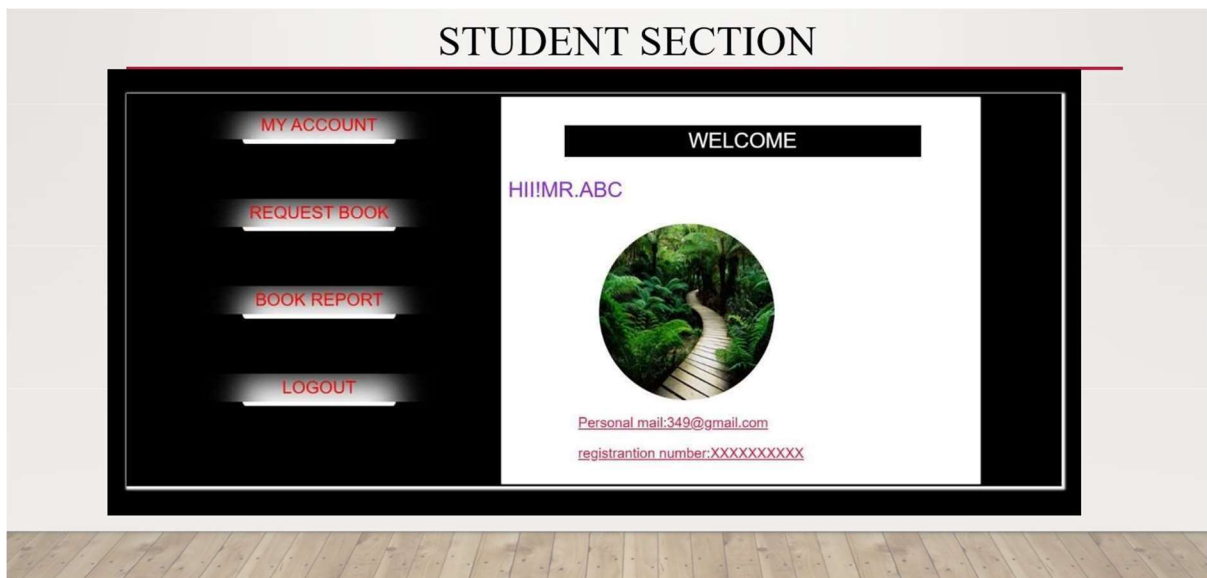 STUDENT SECTION
MY ACCOUNT
REQUEST BOOK
BOOK REPORT
LOGOUT
WELCOME
HII!MR.ABC
Personal mail:349@gmail.com
registrantion number:XXXXXXXXXX